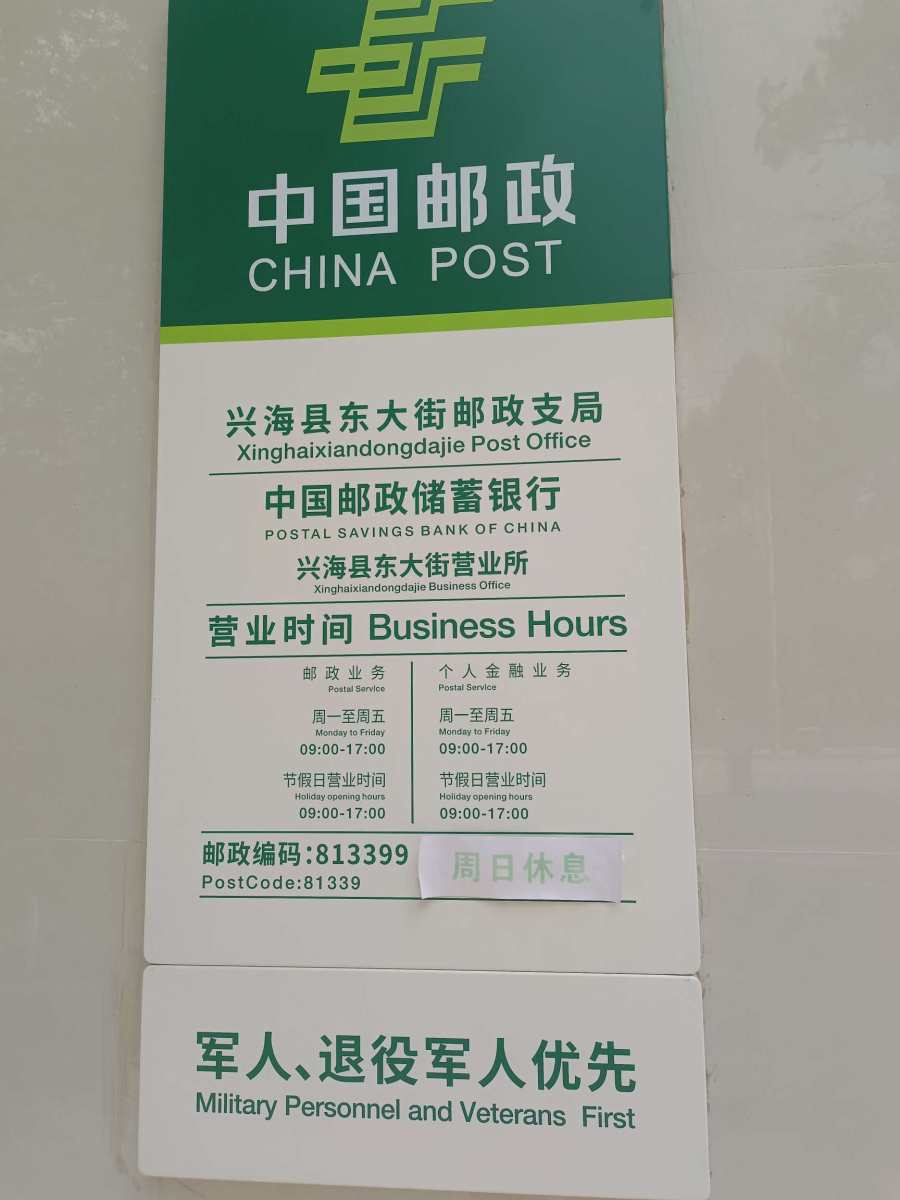 中国邮政
CHINA POST
兴海县东大街邮政支局
Xinghaixiandongdajie Post Office
中国邮政储蓄银行
POSTAL SAVINGS BANK OF CHINA
兴海县东大街营业所
Xinghaixiandongdajie Business Office
营业时间 Business Hours
邮政业务
Postal Service
周一至周五
Monday to Friday
09:00-17:00
节假日营业时间
Holiday opening hours
09:00-17:00
个人金融业务
Postal Service
周一至周五
Monday to Friday
09:00-17:00
节假日营业时间
Holiday opening hours
09:00-17:00
邮政编码:813399
PostCode:81339
周日休息
军人、退役军人优先
Military Personnel and Veterans First